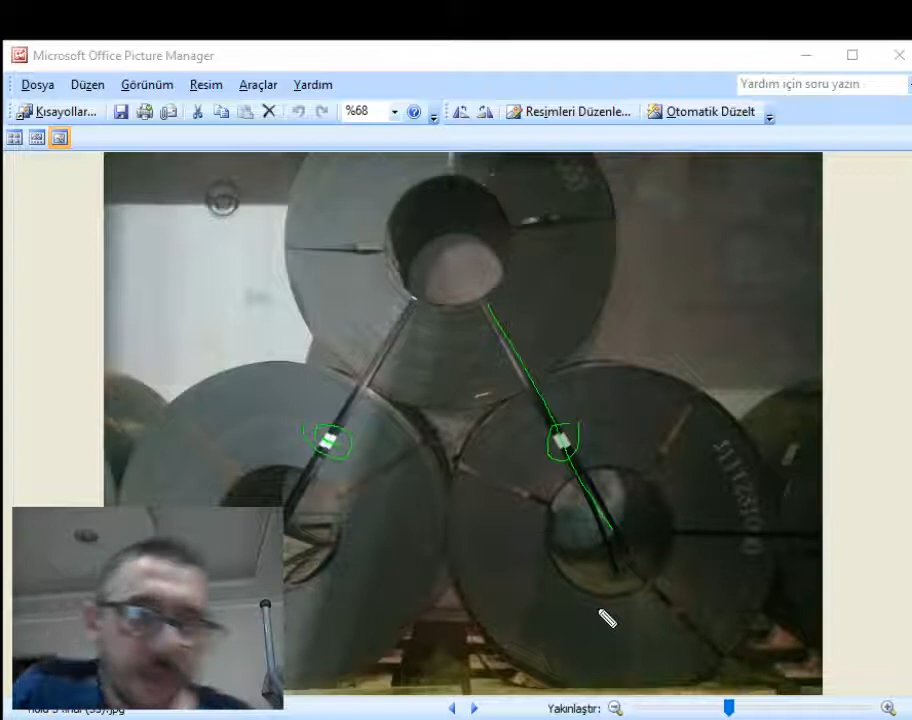 Microsoft Office Picture Manager
Dosya Düzen Görünüm Resim Araçlar Yardım
Yardım için soru yazın
Kısayollar... %68 Resimleri Düzenle... Otomatik Düzelt
Yakınlaştır: